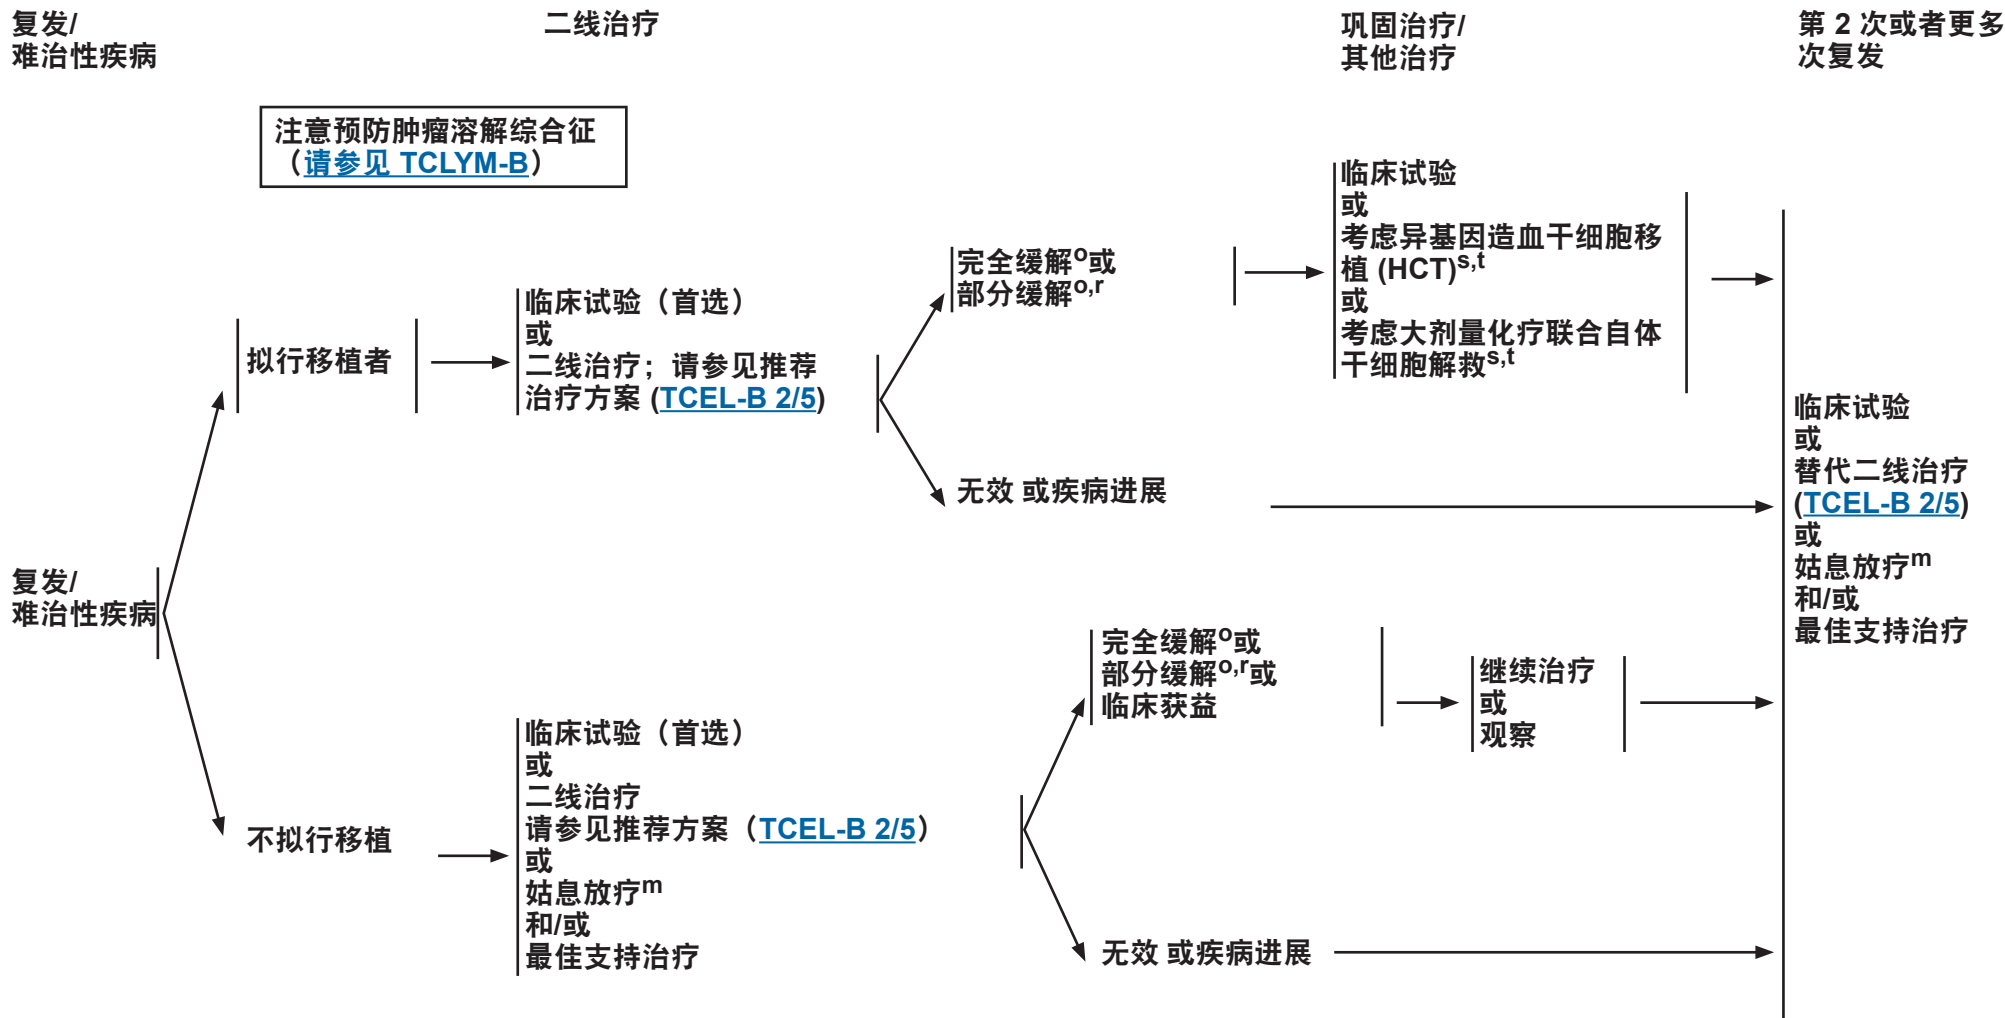 复发/
难治性疾病
二线治疗
巩固治疗/
其他治疗
第 2 次或者更多
次复发
注意预防肿瘤溶解综合征
（请参见 TCLYM-B）
复发/
难治性疾病
拟行移植者
临床试验（首选）
或
二线治疗；请参见推荐
治疗方案 (TCEL-B 2/5)
完全缓解o或
部分缓解o,r
临床试验
或
考虑异基因造血干细胞移
植 (HCT)s,t
或
考虑大剂量化疗联合自体
干细胞解救s,t
无效 或疾病进展
不拟行移植
临床试验（首选）
或
二线治疗
请参见推荐方案（TCEL-B 2/5）
或
姑息放疗m
和/或
最佳支持治疗
完全缓解o或
部分缓解o,r或
临床获益
继续治疗
或
观察
无效 或疾病进展
临床试验
或
替代二线治疗
(TCEL-B 2/5)
或
姑息放疗m
和/或
最佳支持治疗